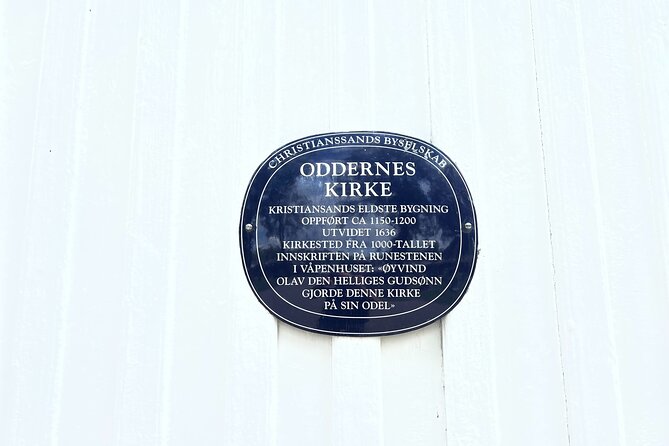 CHRISTIANSSANDS BYSELSKAB
ODDERNES
KIRKE
KRISTIANSANDS ELDSTE BYGNING
OPPFØRT CA 1150-1200
UTVIDET 1636
KIRKESTED FRA 1000-TALLET
INNSKRIFTEN PÅ RUNESTENEN
I VÅPENHUSET: «ØYVIND
OLAV DEN HELLIGES GUDSØNN
GJORDE DENNE KIRKE
PÅ SIN ODEL»